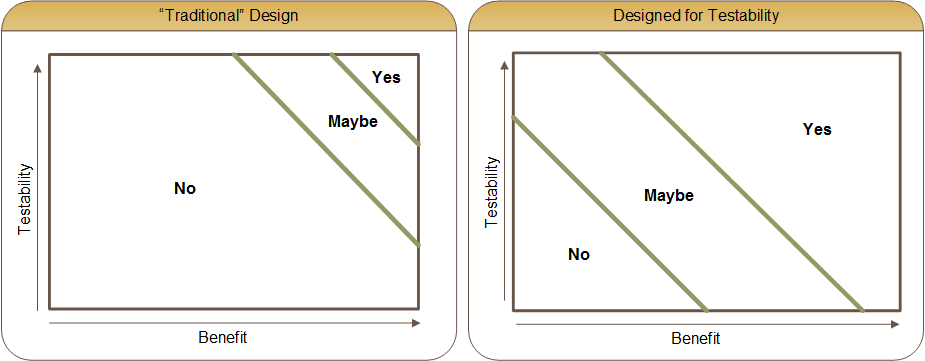 “Traditional” Design
Yes
Maybe
No
Testability
Benefit
Designed for Testability
Yes
Maybe
No
Testability
Benefit